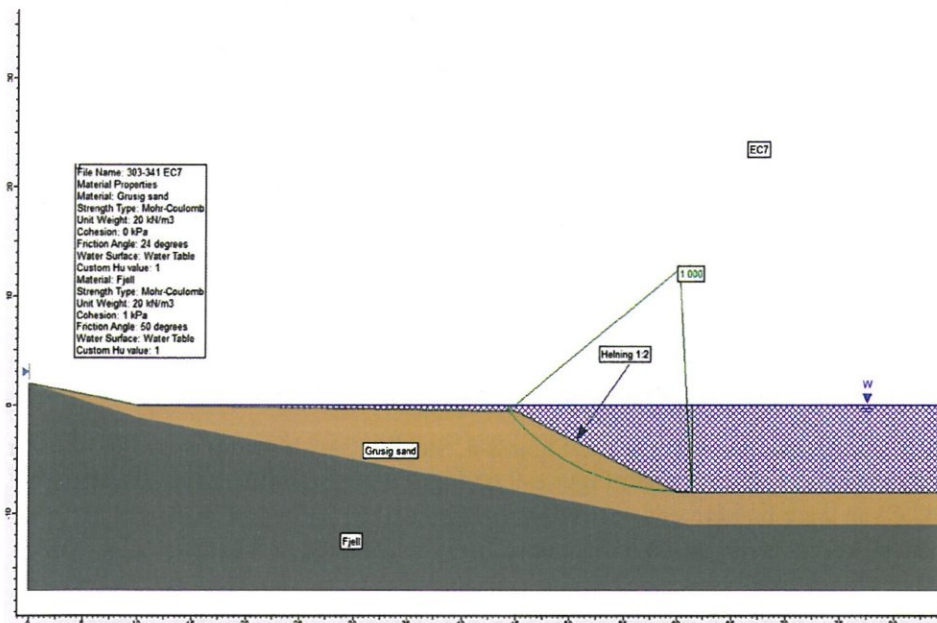 EC7
File Name: 303-341 EC7
Material Properties
Material: Grusig sand
Strength Type: Mohr-Coulomb
Unit Weight: 20 kN/m3
Cohesion: 0 kPa
Friction Angle: 24 degrees
Water Surface: Water Table
Custom Hu value: 1
Material: Fjell
Strength Type: Mohr-Coulomb
Unit Weight: 20 kN/m3
Cohesion: 1 kPa
Friction Angle: 50 degrees
Water Surface: Water Table
Custom Hu value: 1
1.000
Helning 1:2
W
Grusig sand
Fjell
30
20
10
0
-10